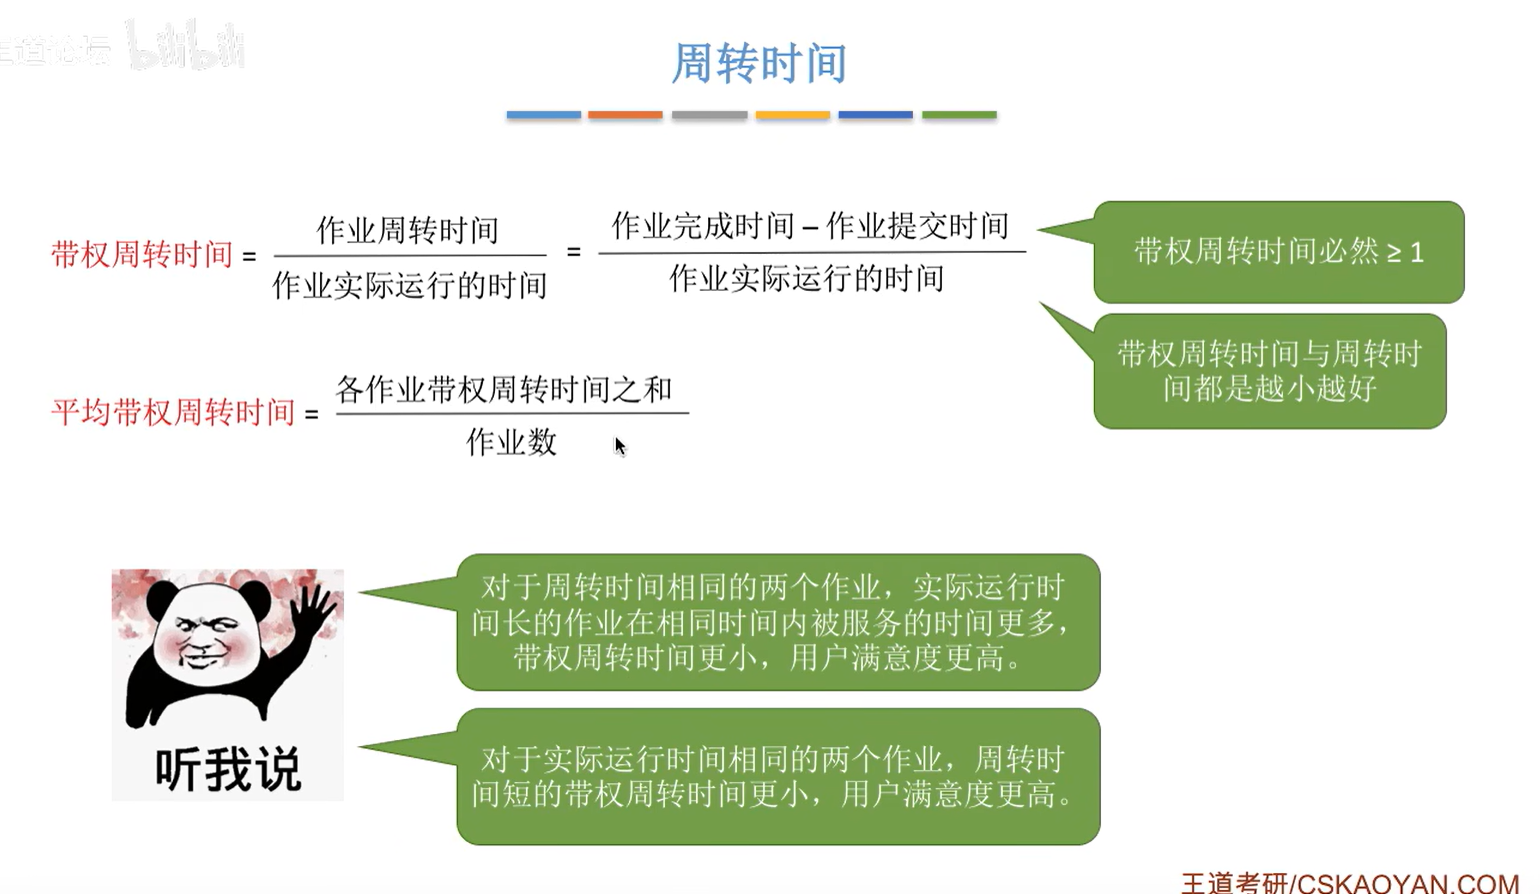 王道论坛 bilibili
周转时间
带权周转时间 = 作业周转时间 / 作业实际运行的时间 = 作业完成时间 – 作业提交时间 / 作业实际运行的时间
带权周转时间必然 ≥ 1
带权周转时间与周转时
间都是越小越好
平均带权周转时间 = 各作业带权周转时间之和 / 作业数
对于周转时间相同的两个作业，实际运行时
间长的作业在相同时间内被服务的时间更多，
带权周转时间更小，用户满意度更高。
听我说
对于实际运行时间相同的两个作业，周转时
间短的带权周转时间更小，用户满意度更高。
王道考研/CSKAOYAN.COM